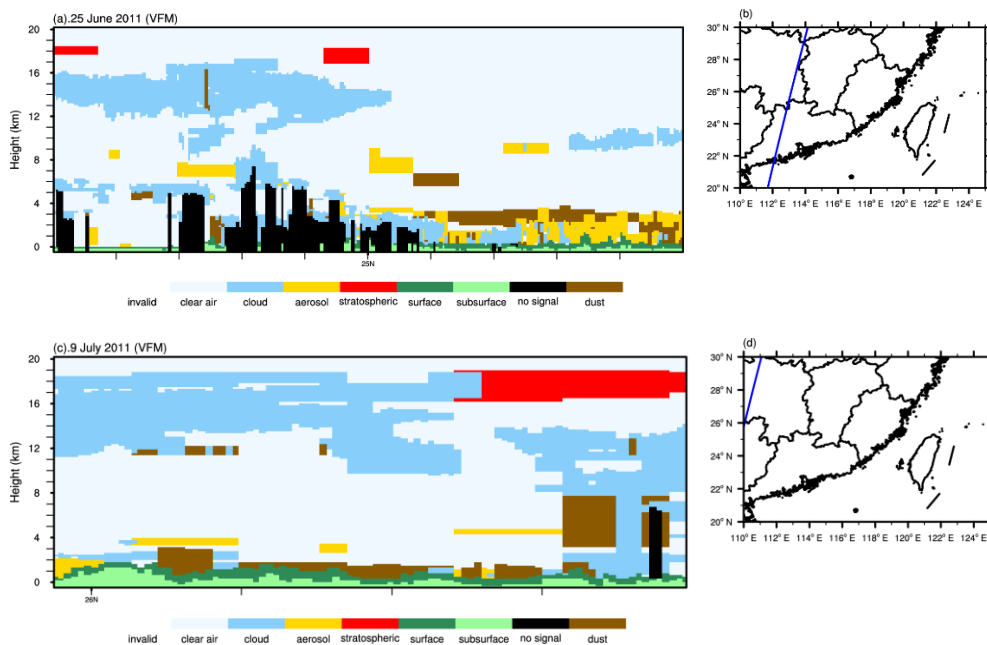 (a).25 June 2011 (VFM)
20
16
12
8
4
0
Height (km)
25N
invalid clear air cloud aerosol stratospheric surface subsurface no signal dust
(b)
30° N
28° N
26° N
24° N
22° N
20° N
110° E 112° E 114° E 116° E 118° E 120° E 122° E 124° E
(c).9 July 2011 (VFM)
20
16
12
8
4
0
Height (km)
26N
invalid clear air cloud aerosol stratospheric surface subsurface no signal dust
(d)
30° N
28° N
26° N
24° N
22° N
20° N
110° E 112° E 114° E 116° E 118° E 120° E 122° E 124° E